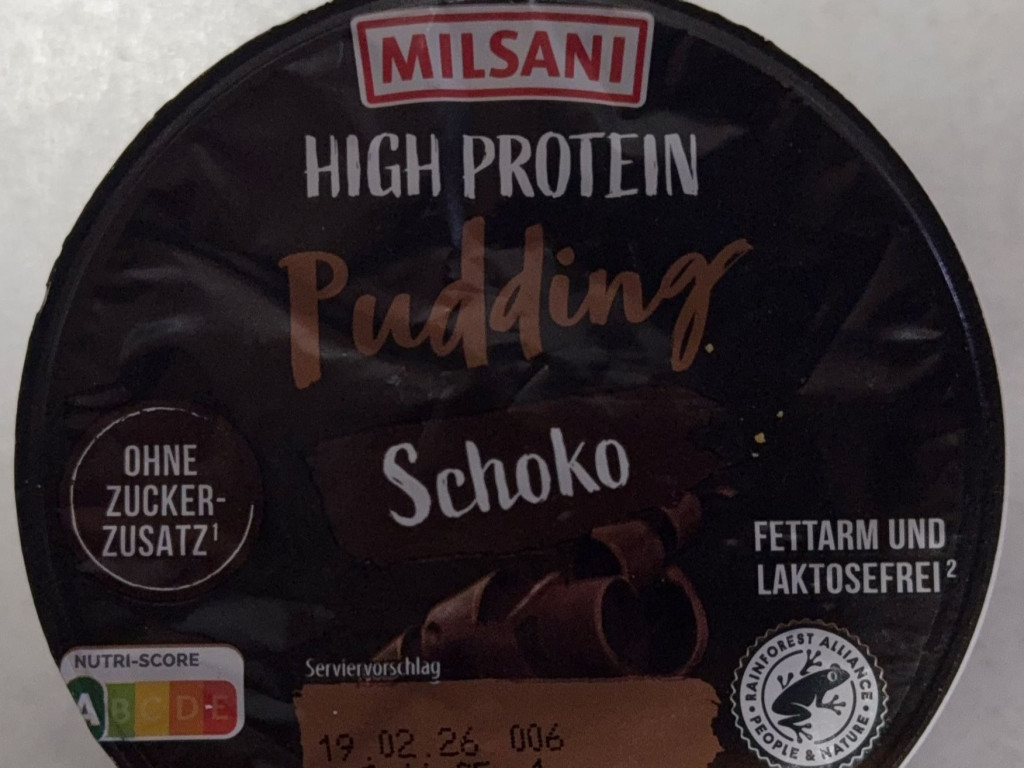 MILSANI
HIGH PROTEIN
Pudding
Schoko
OHNE
ZUCKER-
ZUSATZ¹
FETTARM UND
LAKTOSEFREI²
NUTRI-SCORE
A B C D E
Serviervorschlag
19.02.26 006
RAINFOREST ALLIANCE
PEOPLE & NATURE